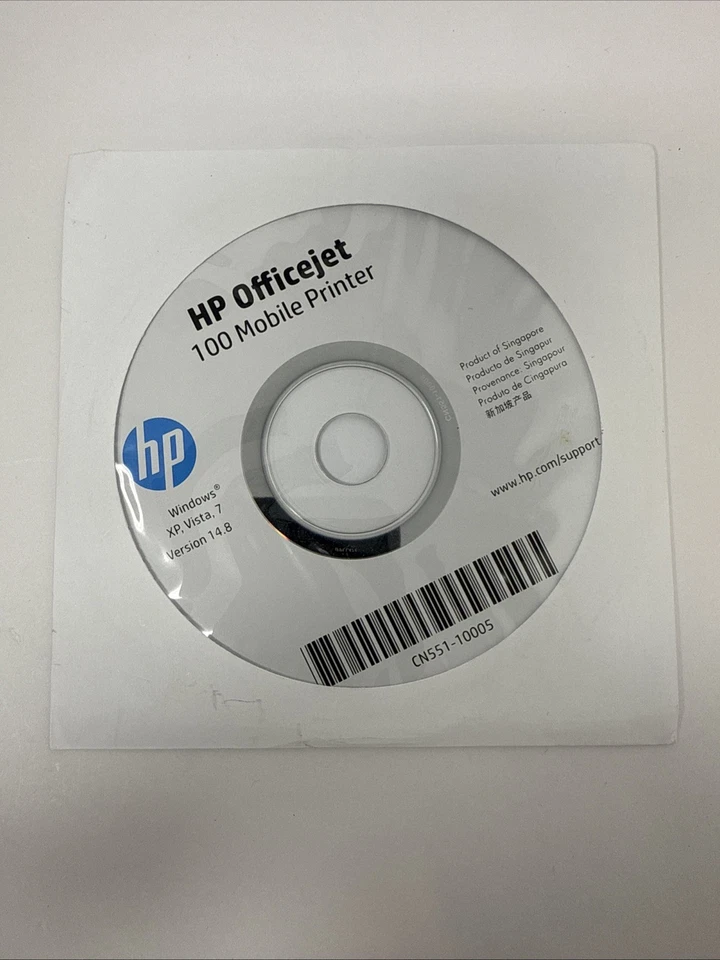 HP Officejet
100 Mobile Printer
Product of Singapore
Producto de Singapur
Provenance. Singapour
Produto de Cingapura
新加坡产品
hp
www.hp.com/support
Windows®
XP, Vista, 7
Version 14.8
CN551-10005